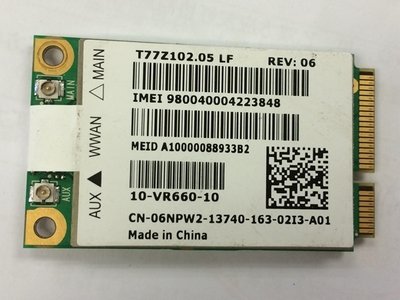 T77Z102.05 LF REV: 06
IMEI 980040004223848
MEID A10000088933B2
10-VR660-10
CN-06NPW2-13740-163-02I3-A01
Made in China
AUX ▲ WWAN △ MAIN
MAIN
AUX